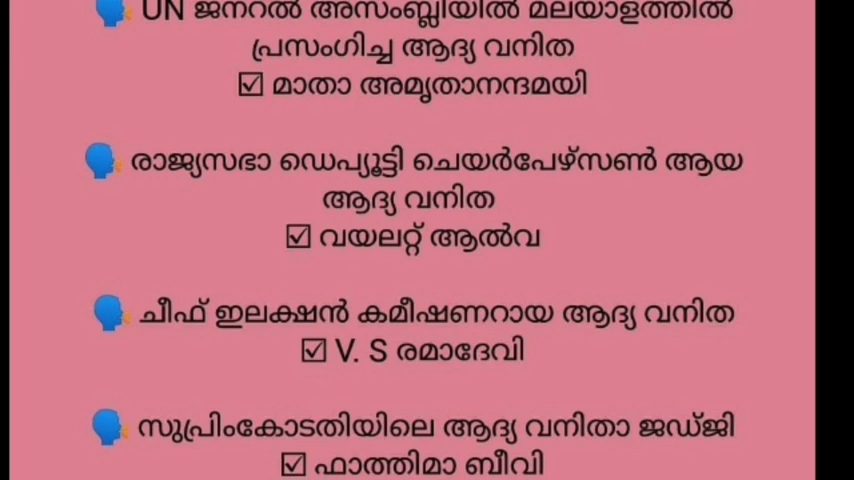 🗣️ UN ജനറൽ അസംബ്ലിയിൽ മലയാളത്തിൽ
പ്രസംഗിച്ച ആദ്യ വനിത
☑ മാതാ അമൃതാനന്ദമയി
🗣️ രാജ്യസഭാ ഡെപ്യൂട്ടി ചെയർപേഴ്സൺ ആയ
ആദ്യ വനിത
☑ വയലറ്റ് ആൽവ
🗣️ ചീഫ് ഇലക്ഷൻ കമീഷണറായ ആദ്യ വനിത
☑ V. S രമാദേവി
🗣️ സുപ്രിംകോടതിയിലെ ആദ്യ വനിതാ ജഡ്ജി
☑ ഫാത്തിമാ ബീവി